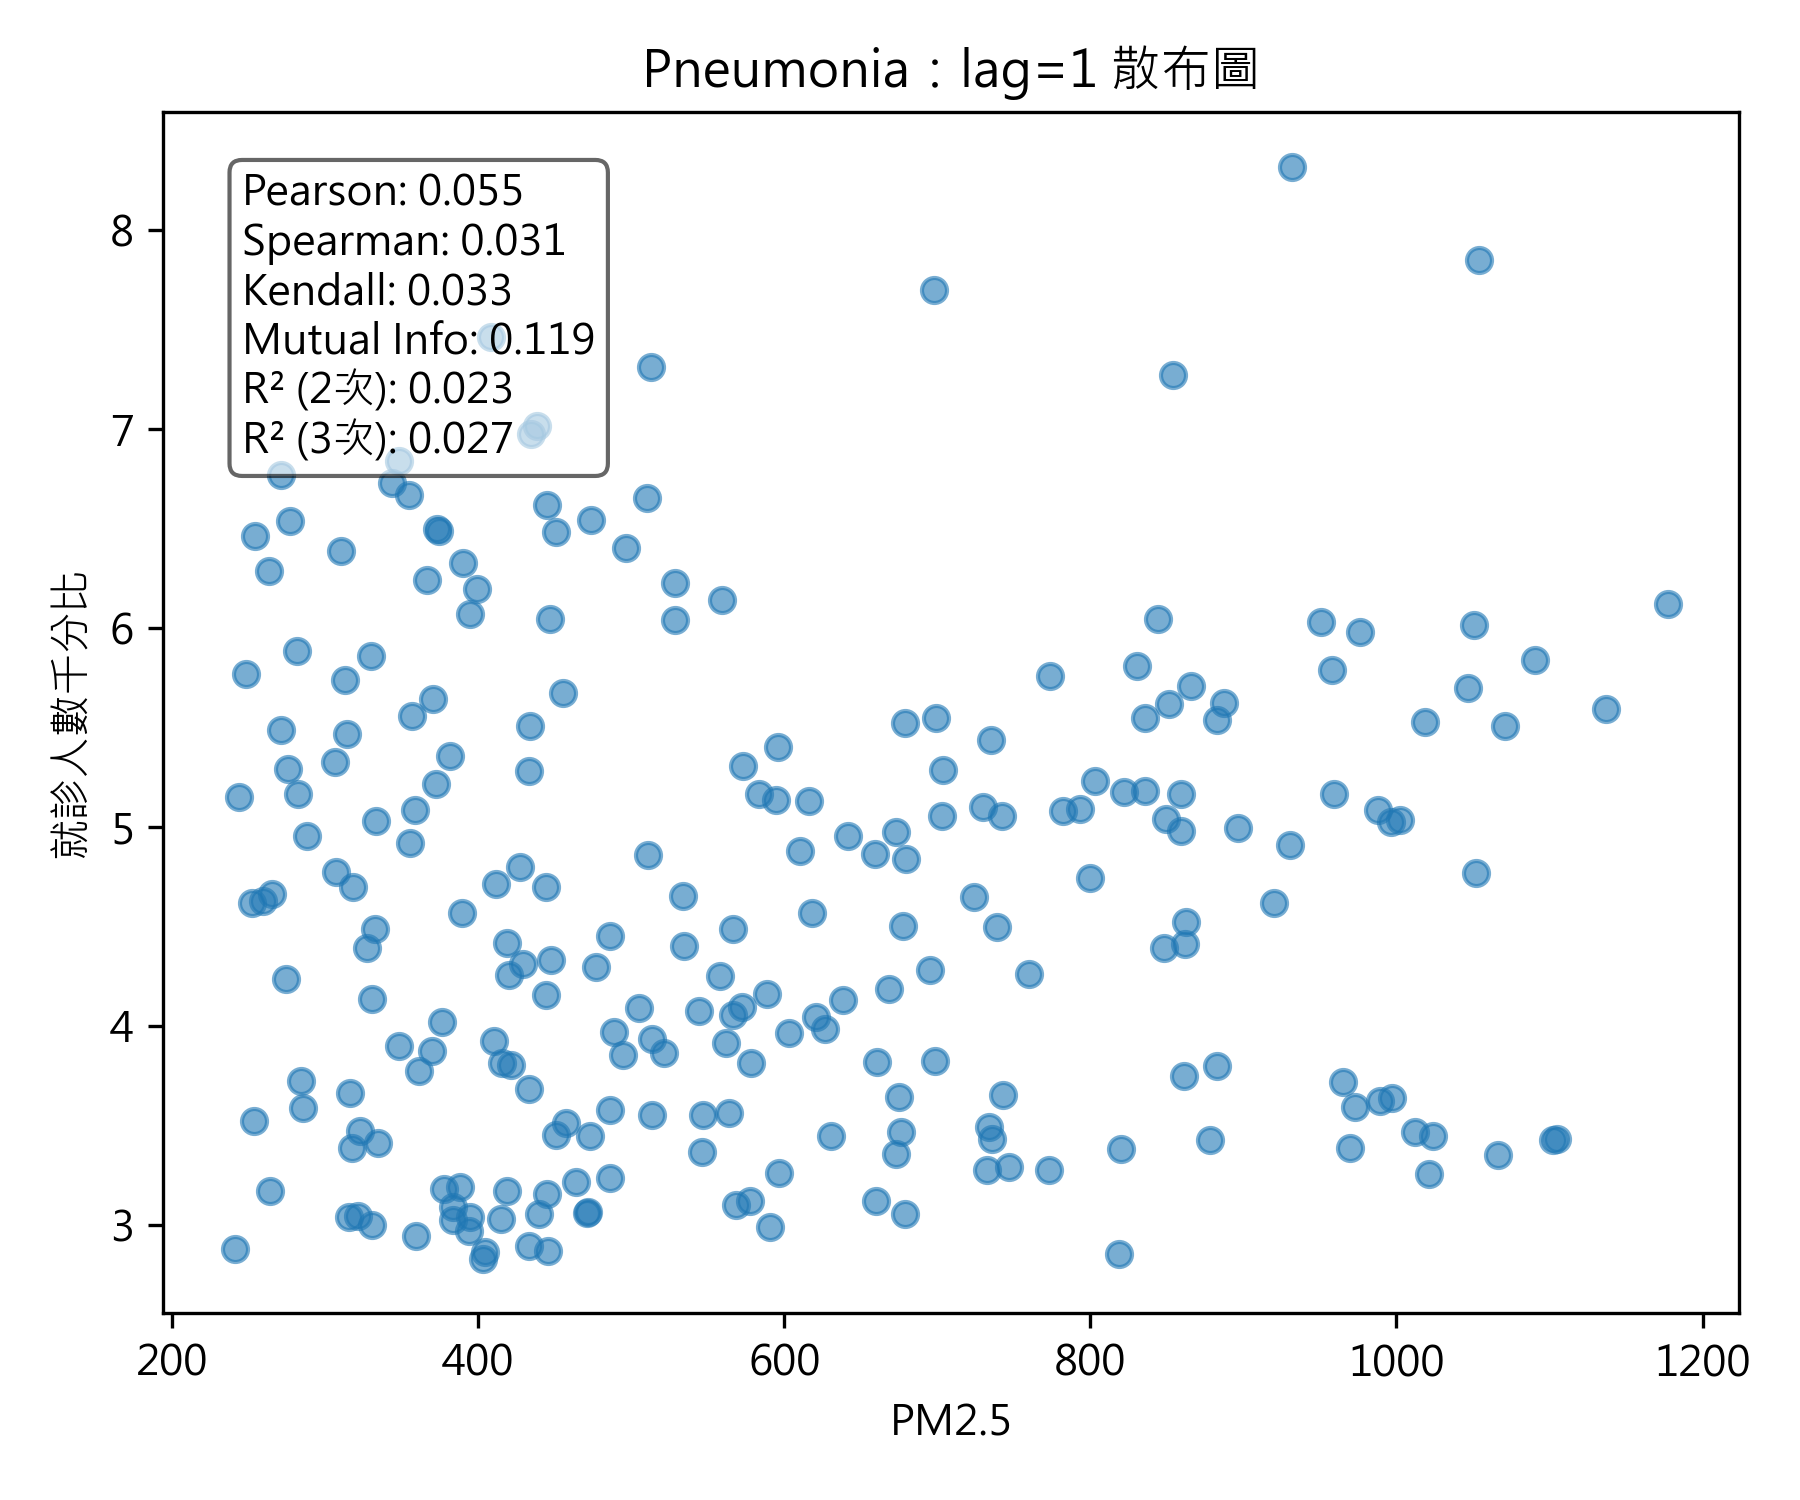 Pneumonia：lag=1 散布圖
Pearson: 0.055
Spearman: 0.031
Kendall: 0.033
Mutual Info: 0.119
R² (2次): 0.023
R² (3次): 0.027
就診人數千分比
8
7
6
5
4
3
200 400 600 800 1000 1200
PM2.5